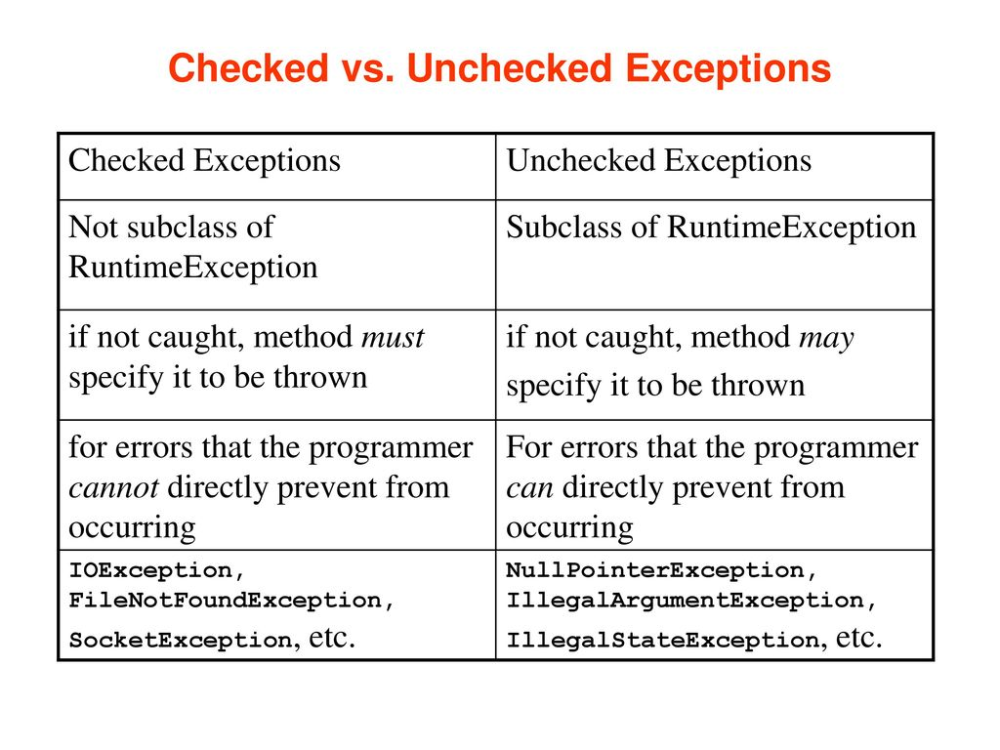 Checked vs. Unchecked Exceptions
Checked Exceptions
Unchecked Exceptions
Not subclass of
RuntimeException
Subclass of RuntimeException
if not caught, method must
specify it to be thrown
if not caught, method may
specify it to be thrown
for errors that the programmer
cannot directly prevent from
occurring
For errors that the programmer
can directly prevent from
occurring
IOException,
FileNotFoundException,
SocketException, etc.
NullPointerException,
IllegalArgumentException,
IllegalStateException, etc.